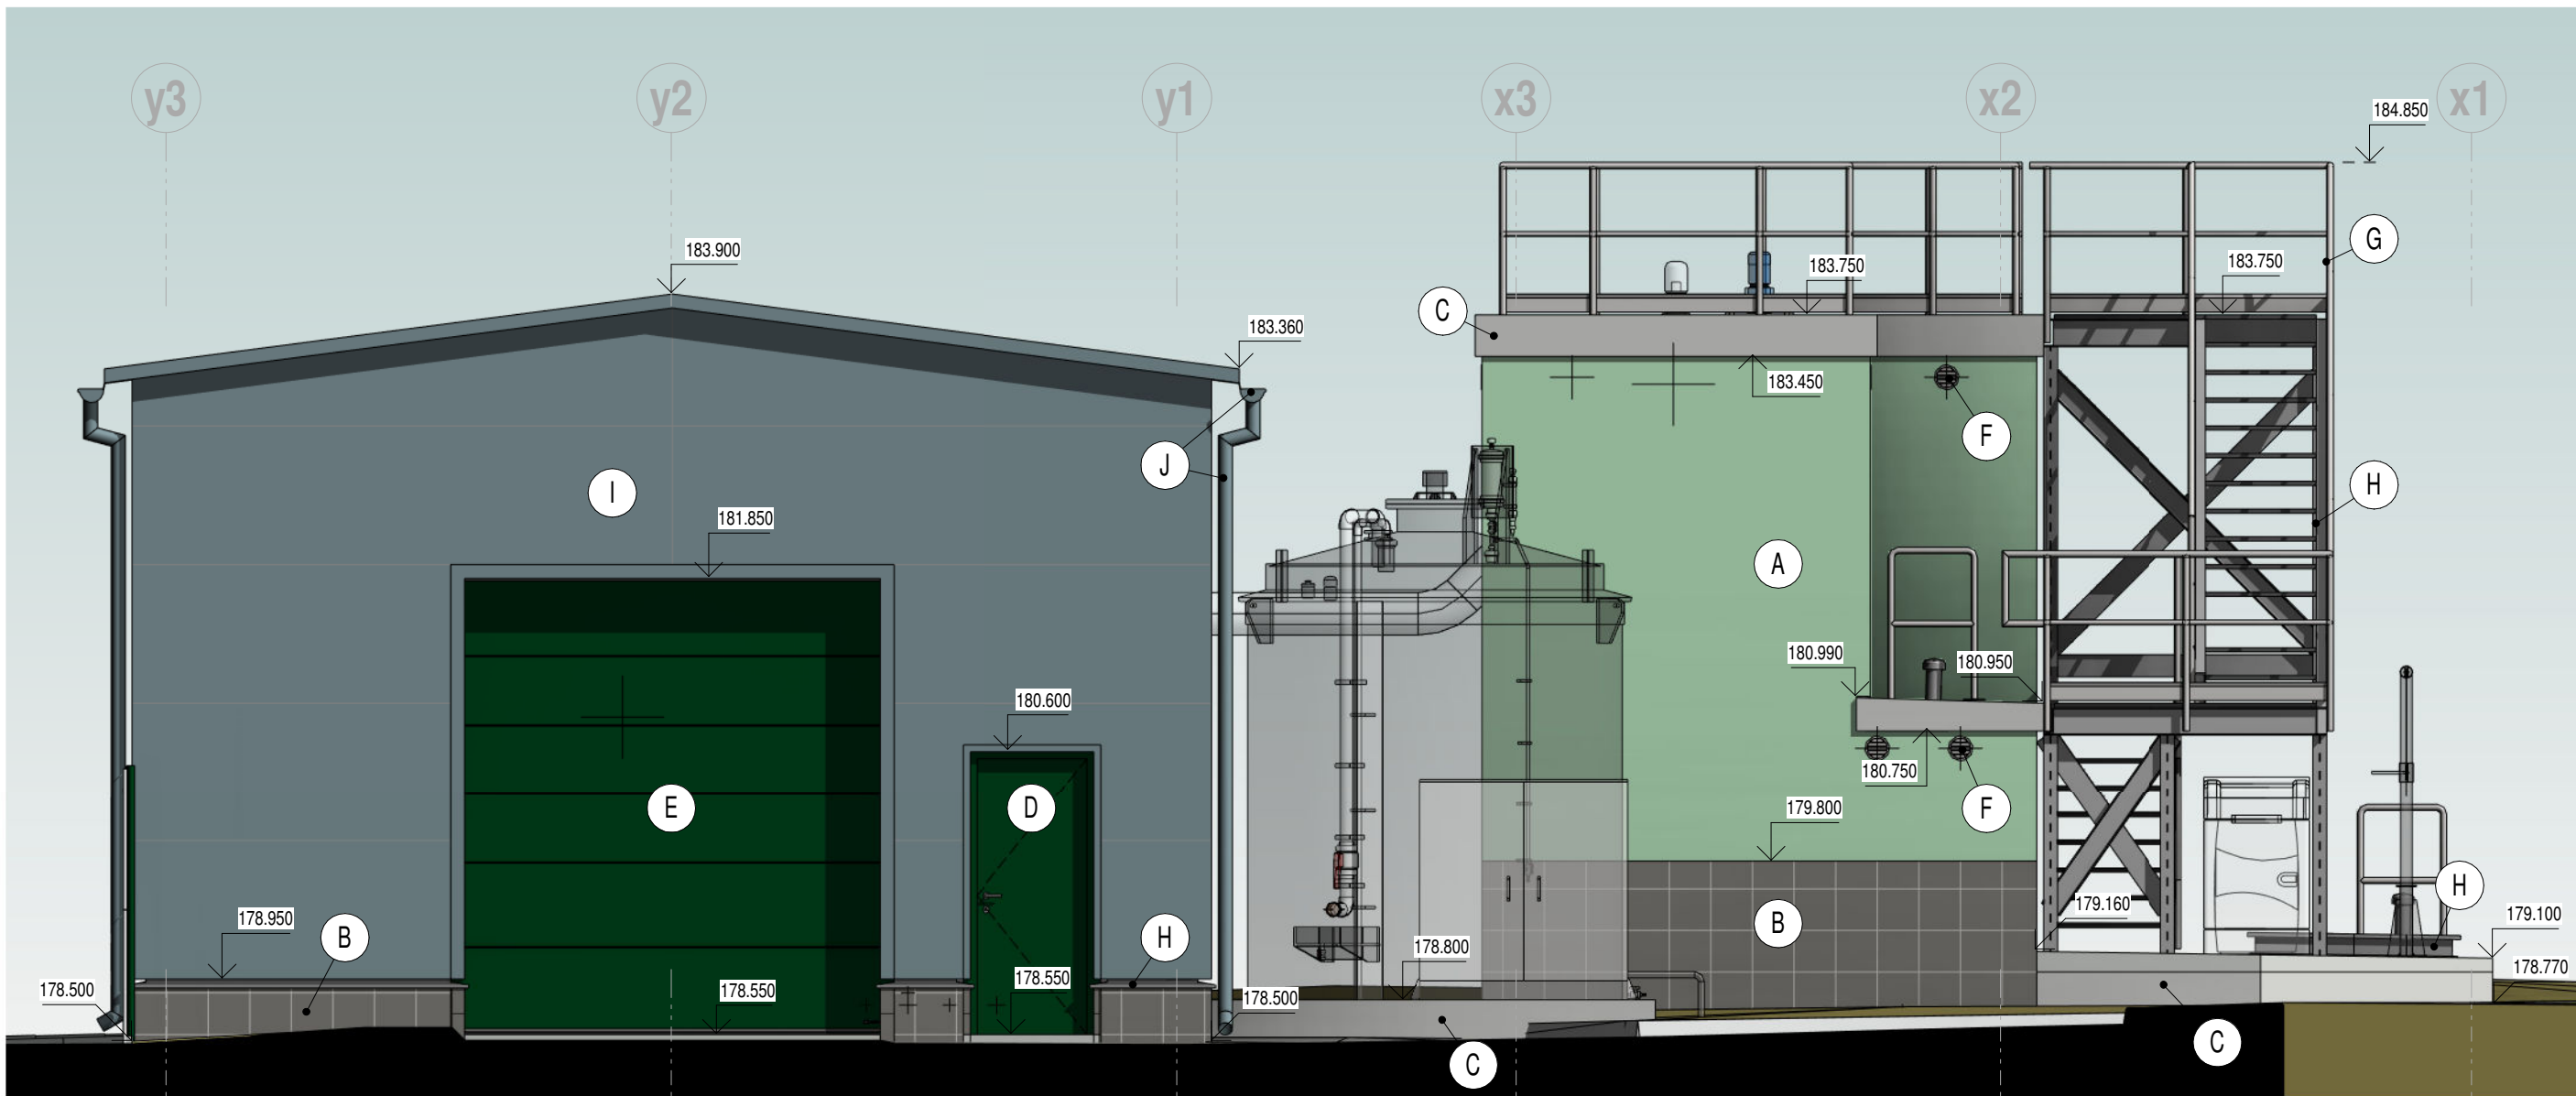 y3
y2
y1
x3
x2
x1
184.850
G
183.900
183.750
183.750
C
183.360
183.450
F
J
H
I
181.850
A
180.990
180.950
180.600
180.750
E
D
179.800
F
H
179.160
179.100
178.950
B
H
178.800
B
178.770
178.500
178.550
178.550
178.500
C
C
C